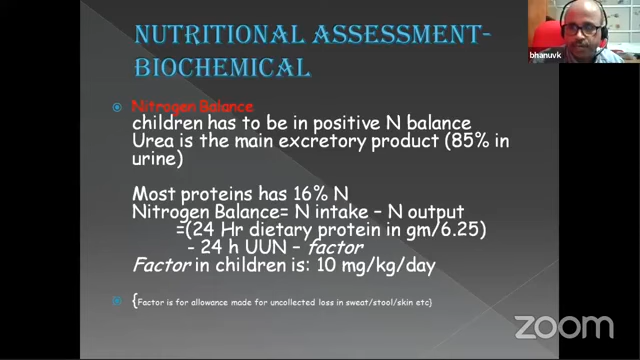 NUTRITIONAL ASSESSMENT-
BIOCHEMICAL
bhanuvk
Nitrogen Balance
children has to be in positive N balance
Urea is the main excretory product (85% in
urine)
Most proteins has 16% N
Nitrogen Balance= N intake – N output
=(24 Hr dietary protein in gm/6.25)
- 24 h UUN – factor
Factor in children is: 10 mg/kg/day
{Factor is for allowance made for uncollected loss in sweat/stool/skin etc)
zoom